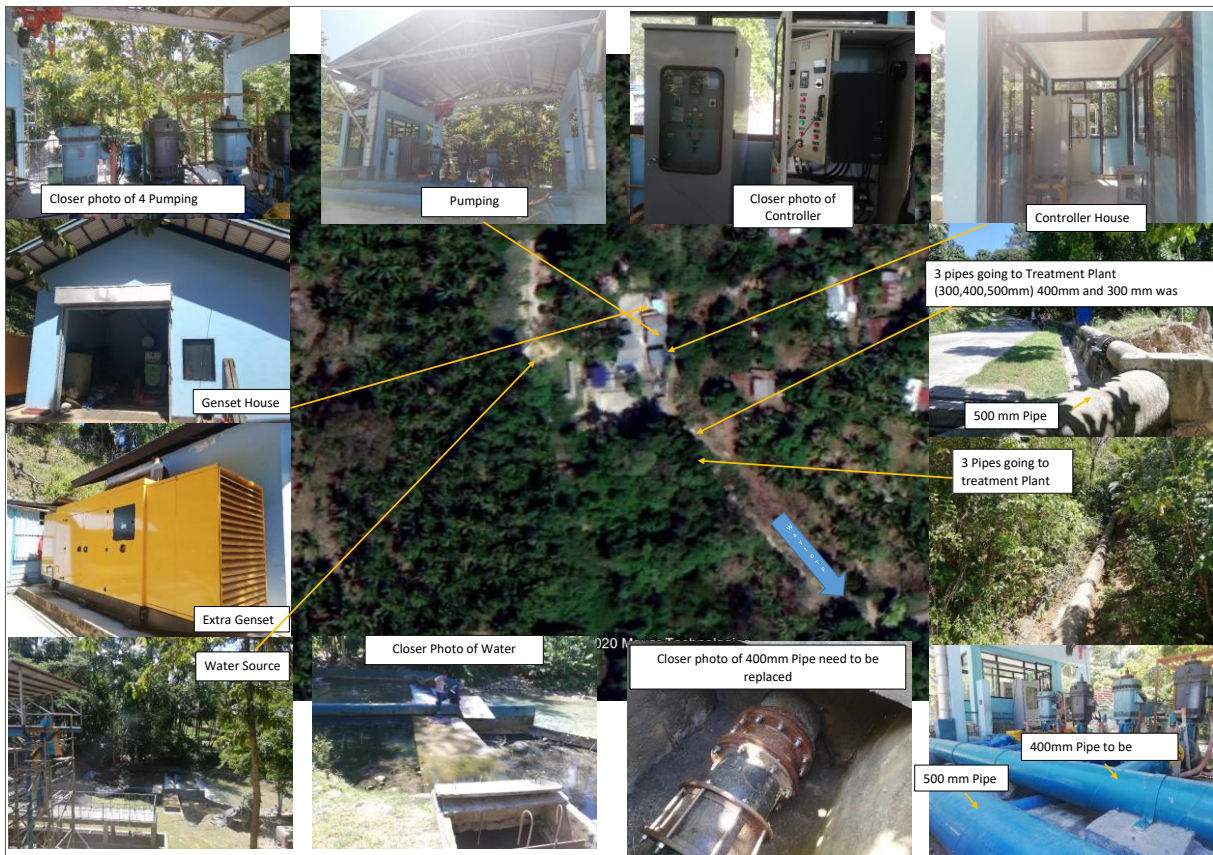 Closer photo of 4 Pumping
Pumping
Closer photo of
Controller
Controller House
3 pipes going to Treatment Plant
(300,400,500mm) 400mm and 300 mm was
500 mm Pipe
Genset House
3 Pipes going to
treatment Plant
Extra Genset
Water Source
Closer Photo of Water
Closer photo of 400mm Pipe need to be
replaced
400mm Pipe to be
500 mm Pipe